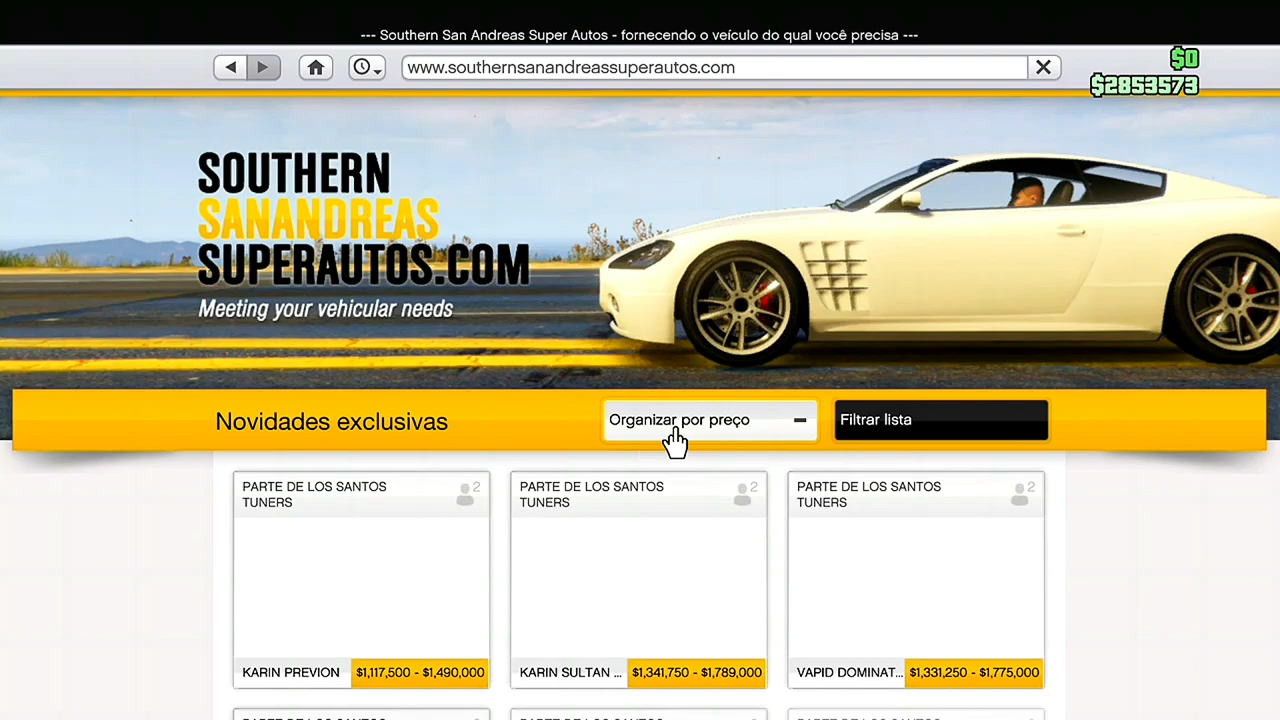 --- Southern San Andreas Super Autos - fornecendo o veículo do qual você precisa ---
www.southernsanandreassuperautos.com
$0
$2853573
SOUTHERN
SANANDREAS
SUPERAUTOS.COM
Meeting your vehicular needs
Novidades exclusivas
Organizar por preço
Filtrar lista
PARTE DE LOS SANTOS
TUNERS
2
PARTE DE LOS SANTOS
TUNERS
2
PARTE DE LOS SANTOS
TUNERS
2
KARIN PREVION
$1,117,500 - $1,490,000
KARIN SULTAN ...
$1,341,750 - $1,789,000
VAPID DOMINAT...
$1,331,250 - $1,775,000